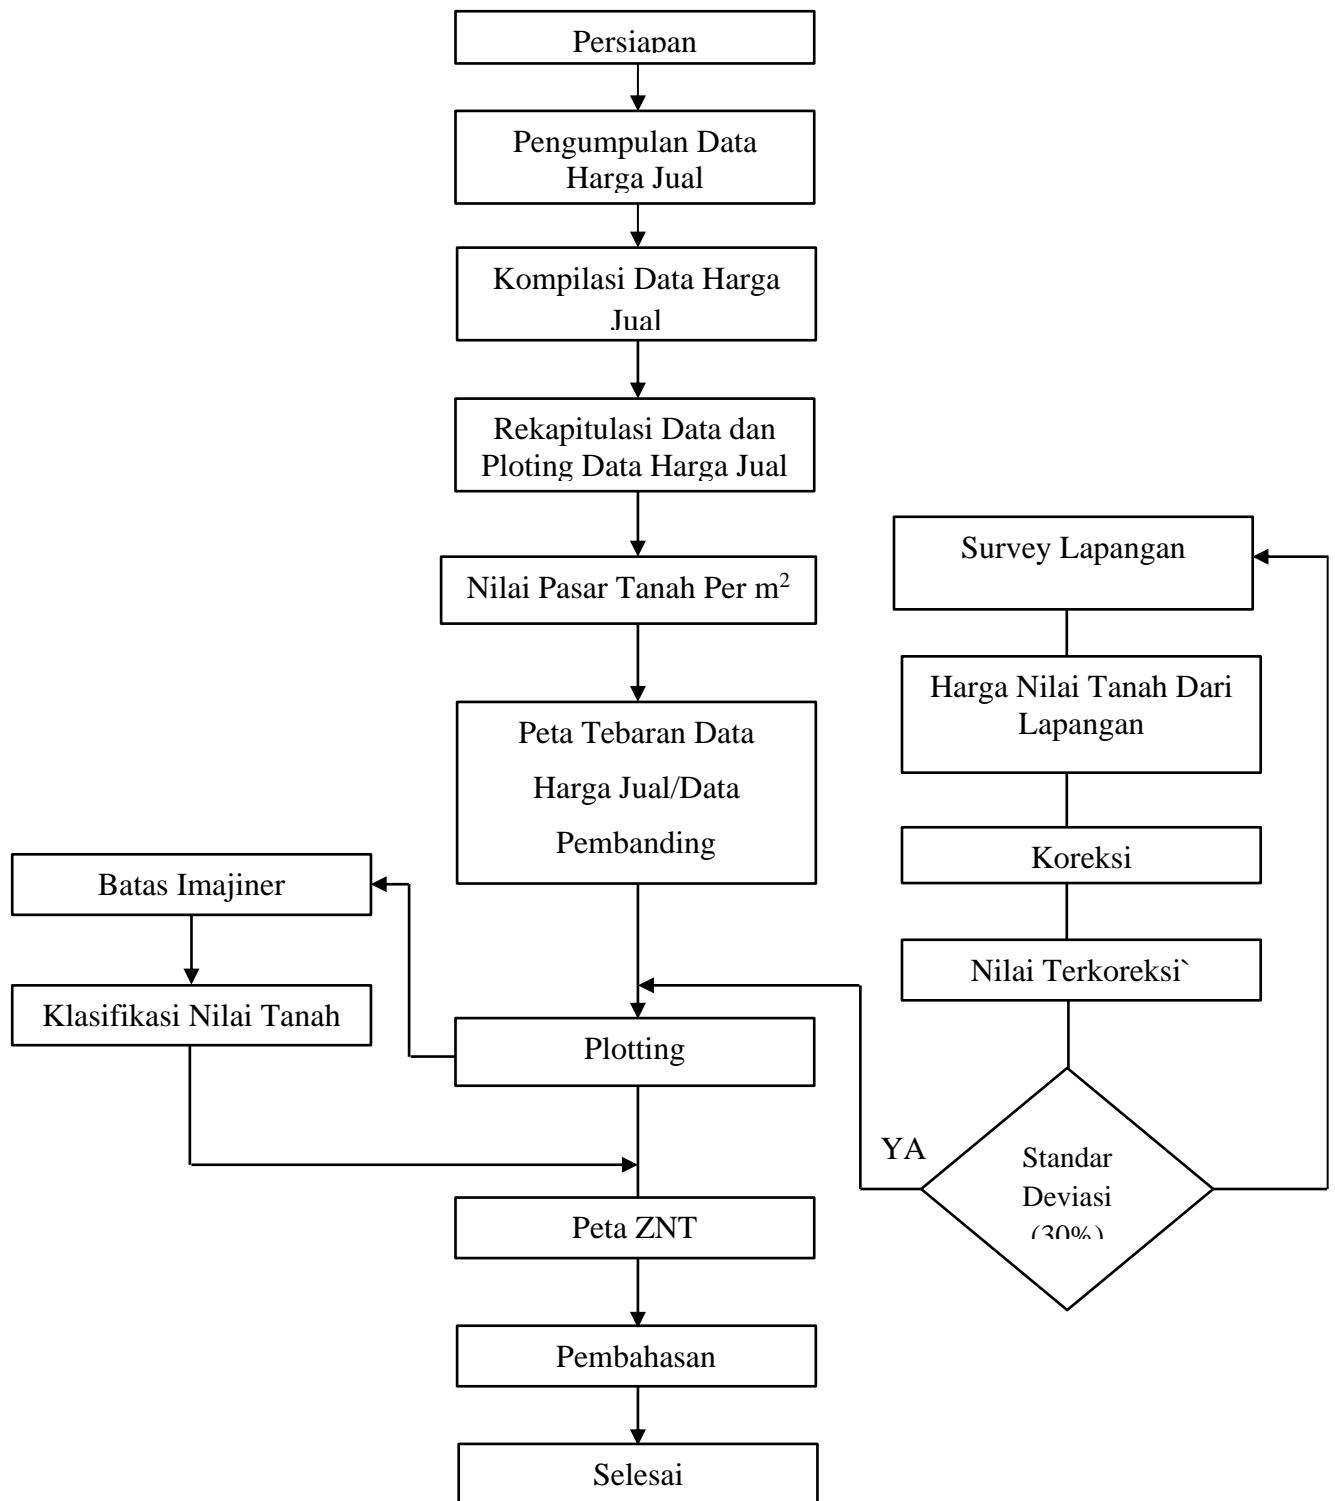 Persiapan
Pengumpulan Data
Harga Jual
Kompilasi Data Harga
Jual
Rekapitulasi Data dan
Ploting Data Harga Jual
Nilai Pasar Tanah Per m²
Peta Tebaran Data
Harga Jual/Data
Pembanding
Batas Imajiner
Klasifikasi Nilai Tanah
Plotting
Peta ZNT
Pembahasan
Selesai
Survey Lapangan
Harga Nilai Tanah Dari
Lapangan
Koreksi
Nilai Terkoreksi`
YA
Standar
Deviasi
(30%)